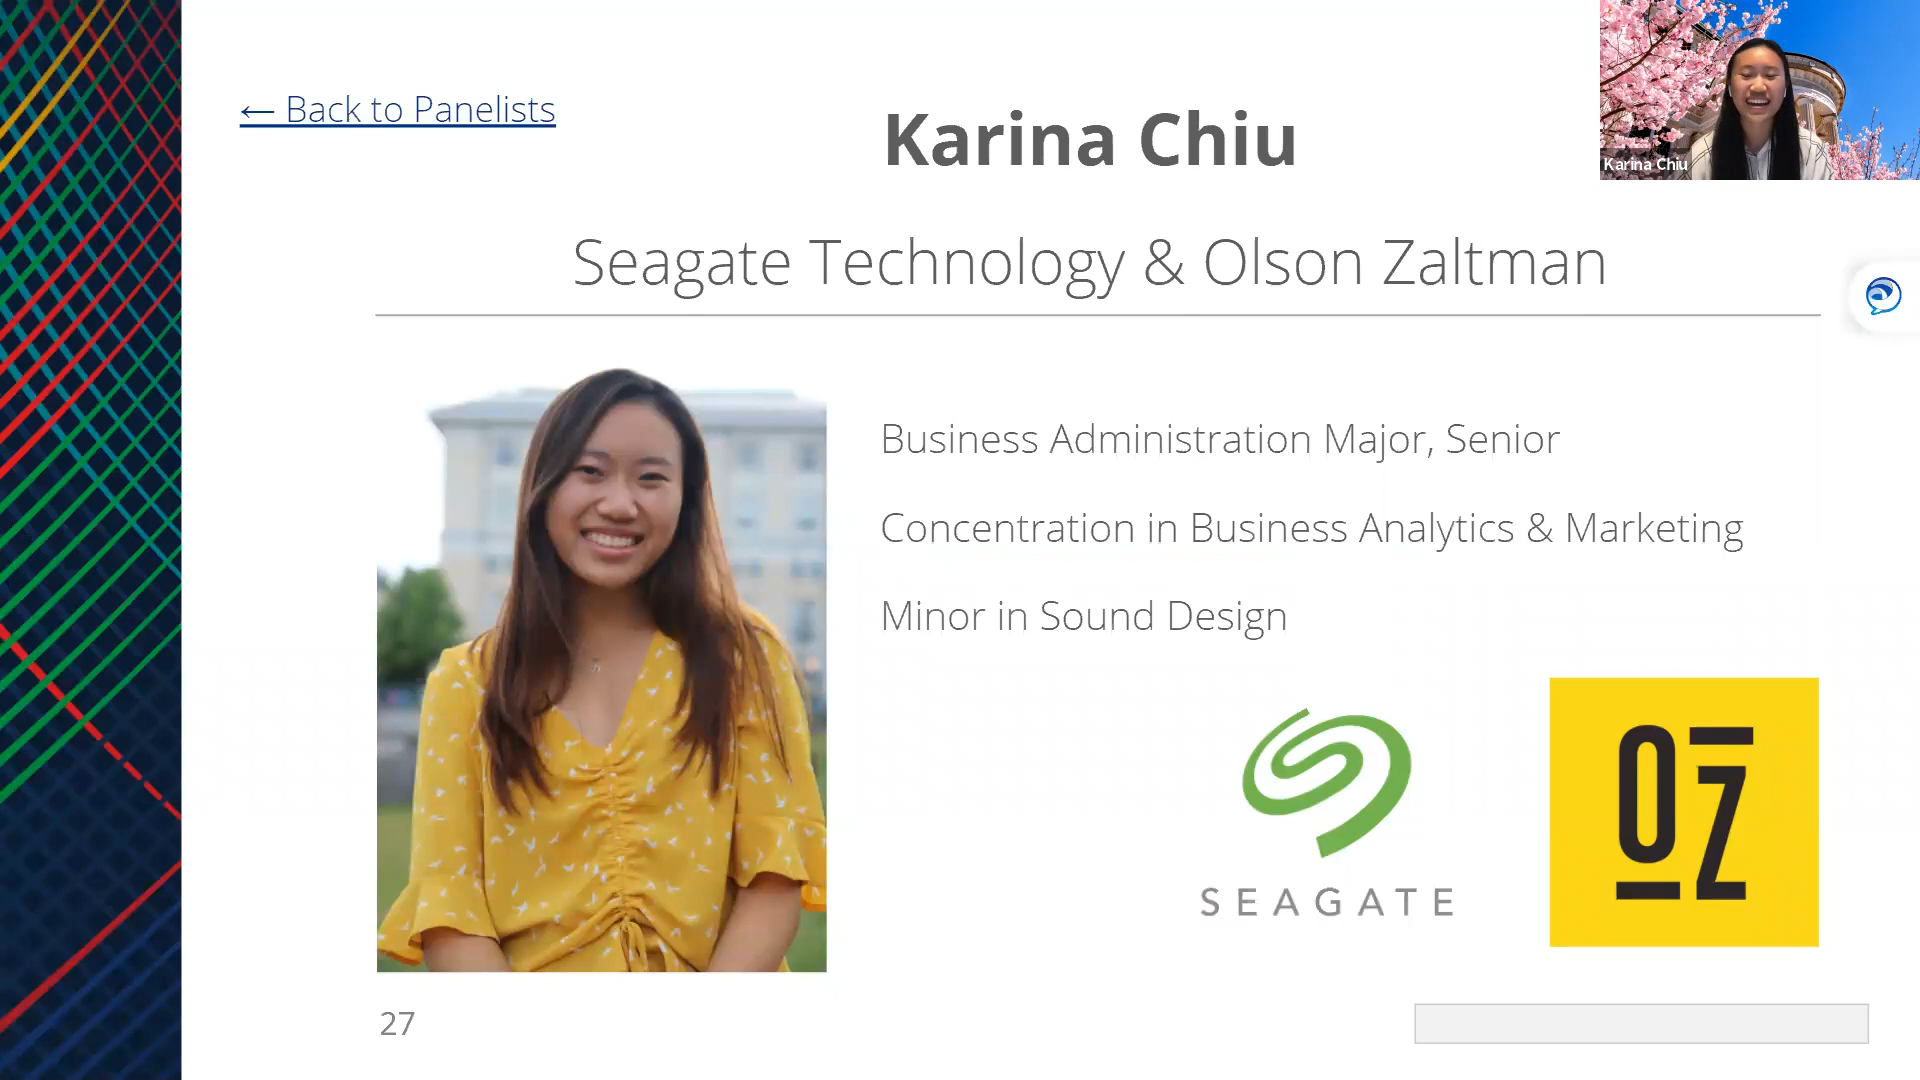 ← Back to Panelists
Karina Chiu
Karina Chiu
Seagate Technology & Olson Zaltman
Business Administration Major, Senior
Concentration in Business Analytics & Marketing
Minor in Sound Design
SEAGATE
OZ
27